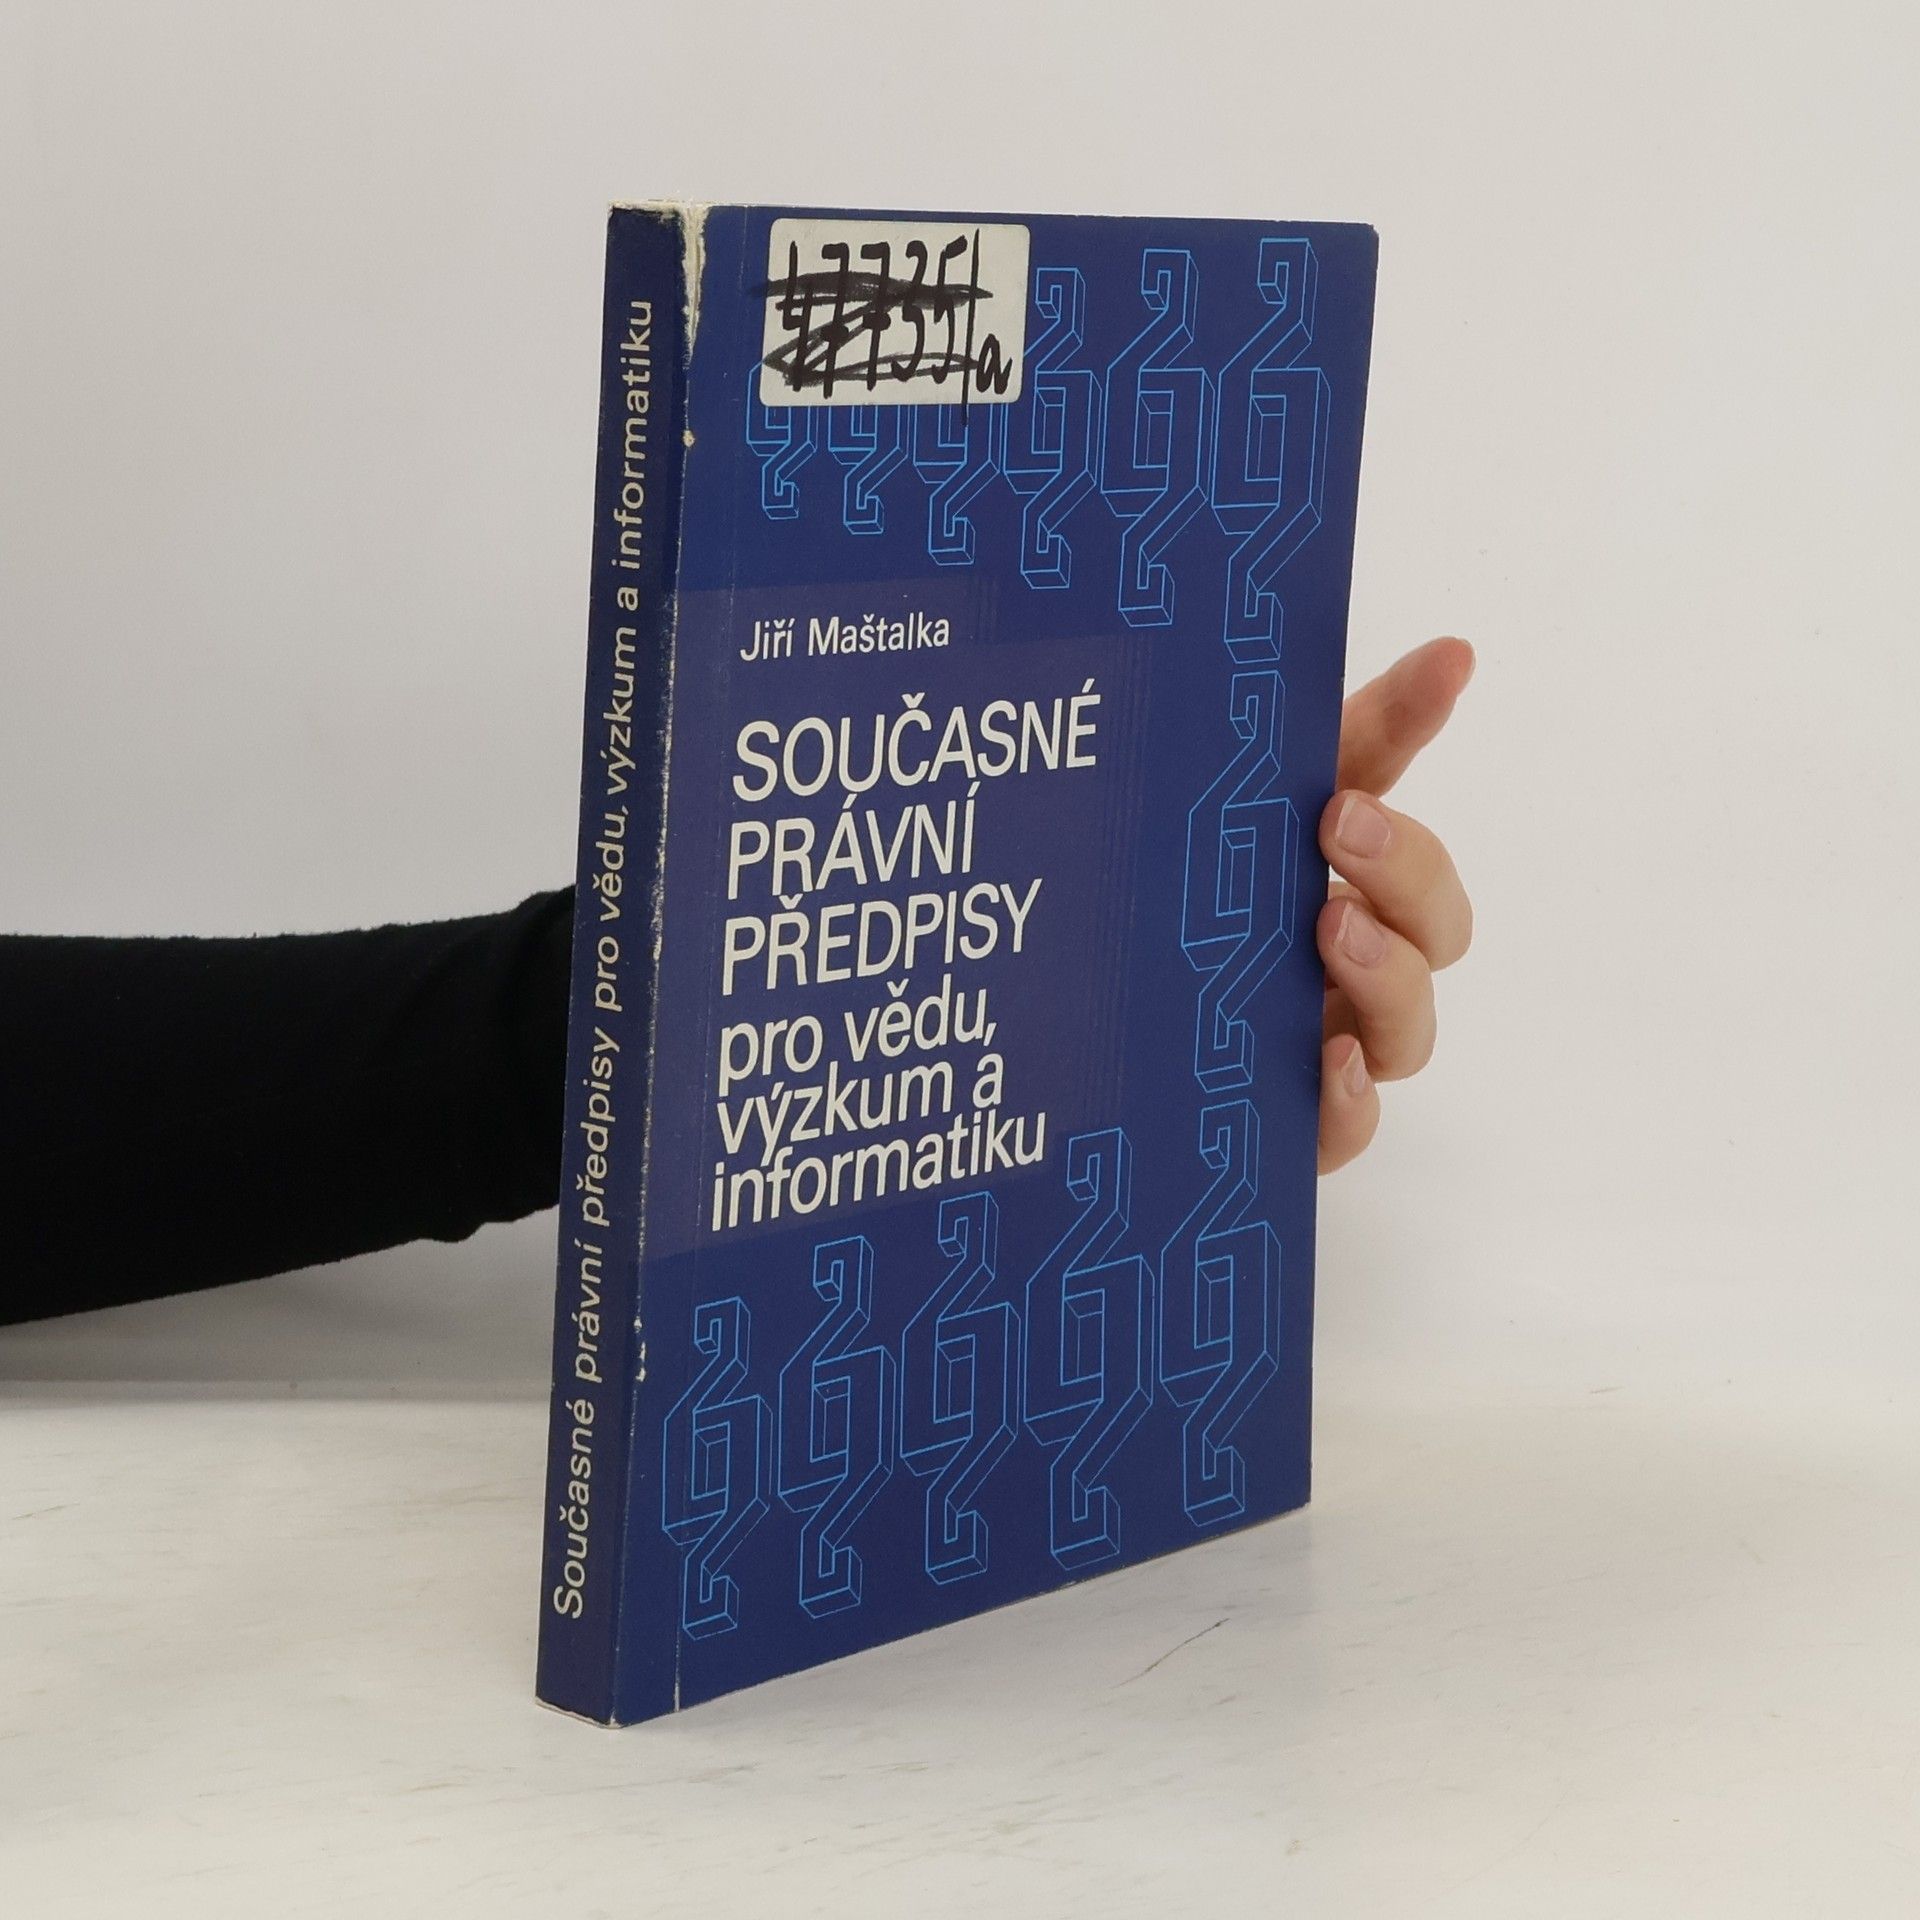 Současné právní předpisy pro vědu, výzkum a informatiku
Jiří Maštalka
SOUČASNÉ
PRÁVNÍ
PŘEDPISY
pro vědu,
výzkum a
informatiku